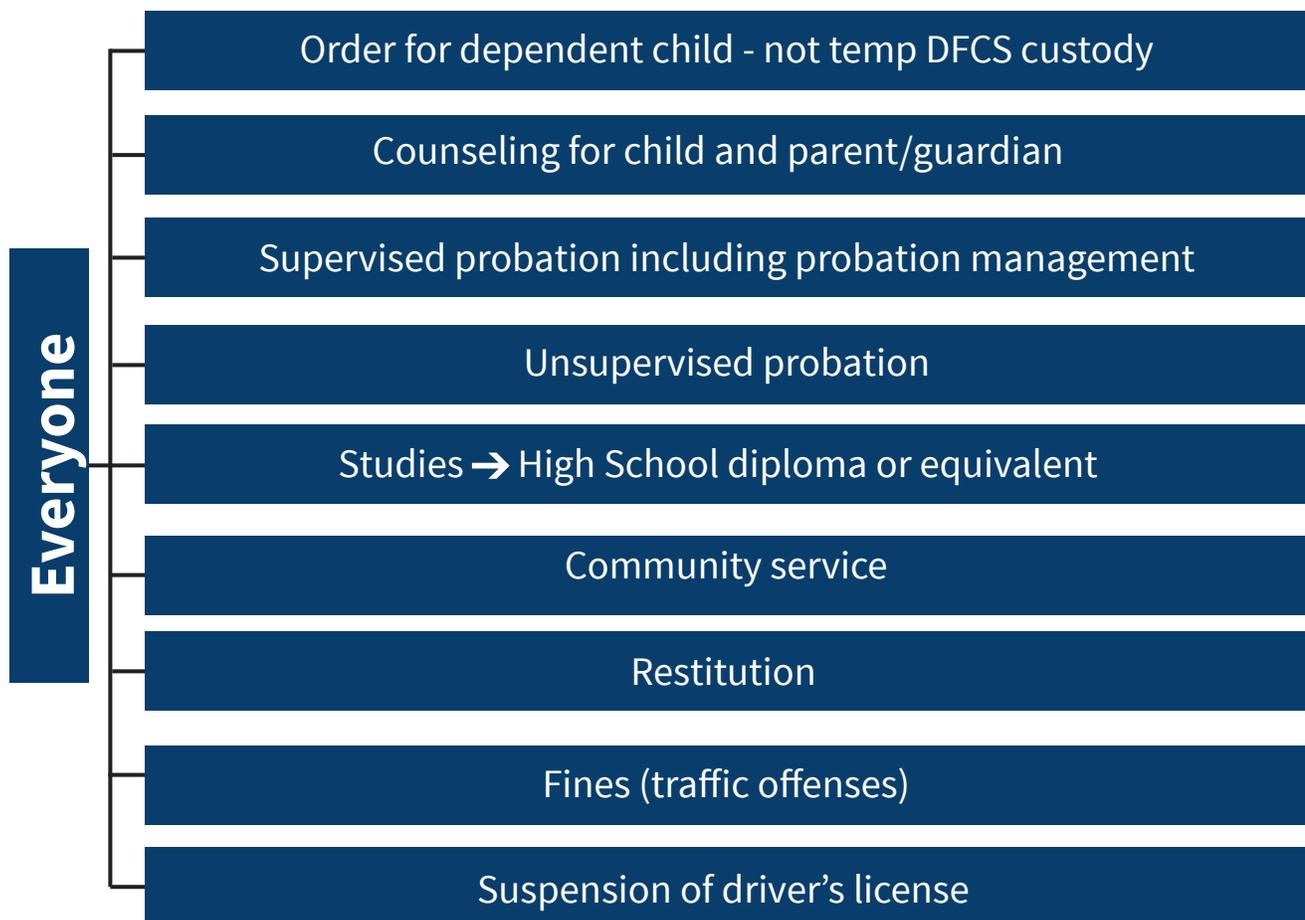 Everyone
Order for dependent child - not temp DFCS custody
Counseling for child and parent/guardian
Supervised probation including probation management
Unsupervised probation
Studies ➔ High School diploma or equivalent
Community service
Restitution
Fines (traffic offenses)
Suspension of driver’s license